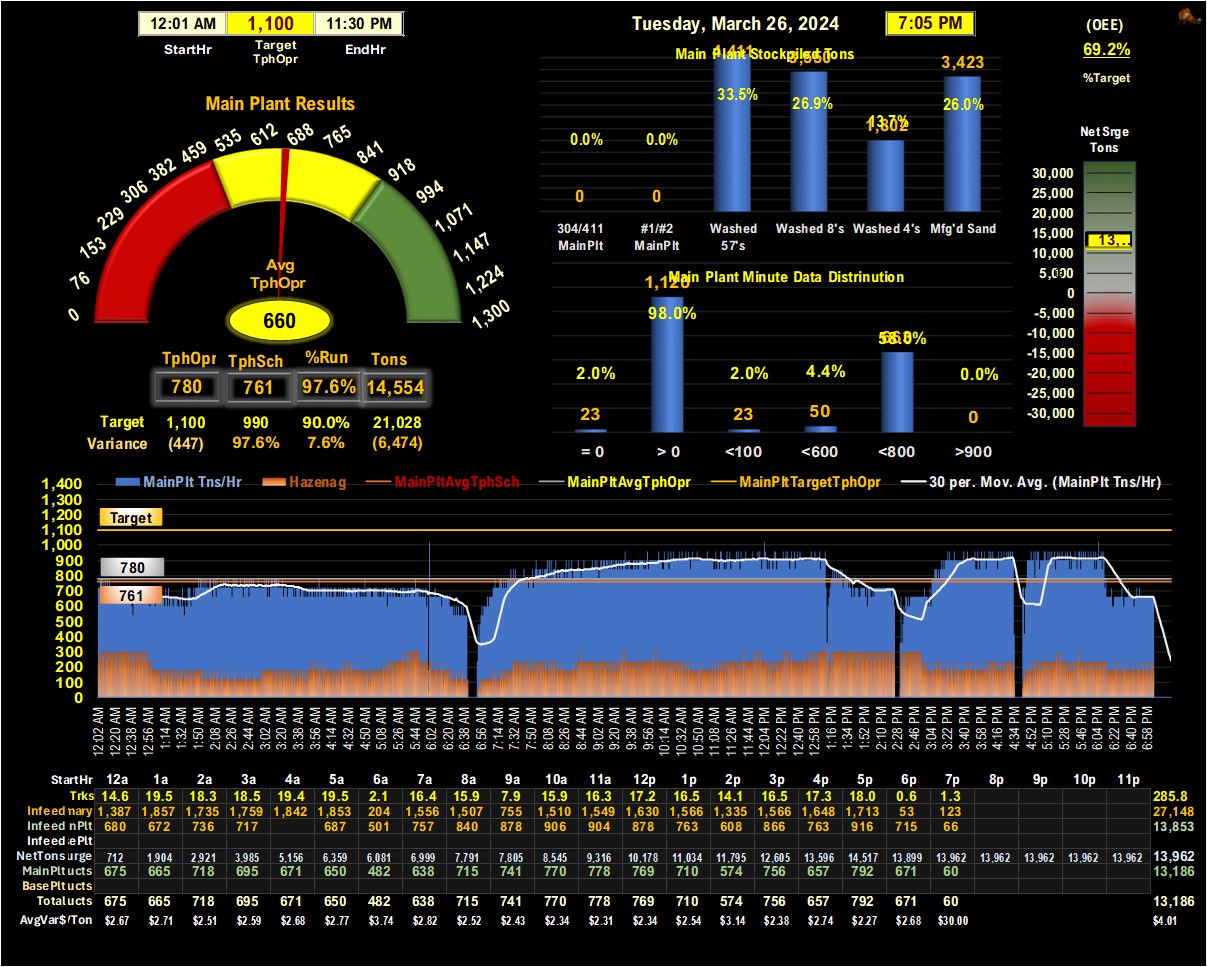 12:01 AM 1,100 11:30 PM
StartHr Target TphOpr EndHr
Tuesday, March 26, 2024 7:05 PM
(OEE)
69.2%
%Target
Main Plant Results
0 76 153 229 306 382 459 535 612 688 765 841 918 994 1,071 1,147 1,224 1,300
Avg
TphOpr
660
TphOpr TphSch %Run Tons
780 761 97.6% 14,554
Target 1,100 990 90.0% 21,028
Variance (447) 97.6% 7.6% (6,474)
Main Plant Stockpiled Tons
4,411 3,423
33.5% 26.9% 13.7% 26.0%
1,802
0.0% 0.0%
0 0
304/411 MainPlt #1/#2 MainPlt Washed 57's Washed 8's Washed 4's Mfg'd Sand
Main Plant Minute Data Distrinution
1,120
98.0%
2.0% 2.0% 4.4% 0.0%
23 23 50 0
= 0 > 0 <100 <600 <800 >900
NetSrge
Tons
30,000
25,000
20,000
15,000
13,..
10,000
5,000
0
-5,000
-10,000
-15,000
-20,000
-25,000
-30,000
MainPlt Tns/Hr Hazenag MainPltAvgTphSch MainPltAvgTphOpr MainPltTargetTphOpr 30 per. Mov. Avg. (MainPlt Tns/Hr)
1,400
1,300
1,200
1,100
1,000
900
800
700
600
500
400
300
200
100
0
Target
780
761
12:02 AM 12:20 AM 12:38 AM 12:56 AM 1:14 AM 1:32 AM 1:50 AM 2:08 AM 2:26 AM 2:44 AM 3:02 AM 3:20 AM 3:38 AM 3:56 AM 4:14 AM 4:32 AM 4:50 AM 5:08 AM 5:26 AM 5:44 AM 6:02 AM 6:20 AM 6:38 AM 6:56 AM 7:14 AM 7:32 AM 7:50 AM 8:08 AM 8:26 AM 8:44 AM 9:02 AM 9:20 AM 9:38 AM 9:56 AM 10:14 AM 10:32 AM 10:50 AM 11:08 AM 11:26 AM 11:44 AM 12:04 PM 12:22 PM 12:40 PM 12:58 PM 1:16 PM 1:34 PM 1:52 PM 2:10 PM 2:28 PM 2:46 PM 3:04 PM 3:22 PM 3:40 PM 3:58 PM 4:16 PM 4:34 PM 4:52 PM 5:10 PM 5:28 PM 5:46 PM 6:04 PM 6:22 PM 6:40 PM 6:58 PM
StartHr 12a 1a 2a 3a 4a 5a 6a 7a 8a 9a 10a 11a 12p 1p 2p 3p 4p 5p 6p 7p 8p 9p 10p 11p
Trks 14.6 19.5 18.3 18.5 19.4 19.5 2.1 16.4 15.9 7.9 15.9 16.3 17.2 16.5 14.1 16.5 17.3 18.0 0.6 1.3 285.8
Infeed nary 1,387 1,857 1,735 1,759 1,842 1,853 204 1,556 1,507 755 1,510 1,549 1,630 1,566 1,335 1,566 1,648 1,713 53 123 27,148
Infeed nPlt 680 672 736 717 687 501 757 840 878 906 904 878 763 608 866 763 916 715 66 13,853
Infeed ePlt
NetTons urge 712 1,904 2,921 3,985 5,156 6,359 6,081 6,999 7,791 7,805 8,545 9,316 10,178 11,034 11,795 12,605 13,596 14,517 13,899 13,962 13,962 13,962 13,962 13,962 13,962
MainPlt ucts 675 665 718 695 671 650 482 638 715 741 770 778 769 710 574 756 657 792 671 60 13,186
BasePlt ucts
Total ucts 675 665 718 695 671 650 482 638 715 741 770 778 769 710 574 756 657 792 671 60 13,186
AvgVar$/Ton $2.67 $2.71 $2.51 $2.59 $2.68 $2.77 $3.74 $2.82 $2.52 $2.43 $2.34 $2.31 $2.34 $2.54 $3.14 $2.38 $2.74 $2.27 $2.68 $30.00 $4.01